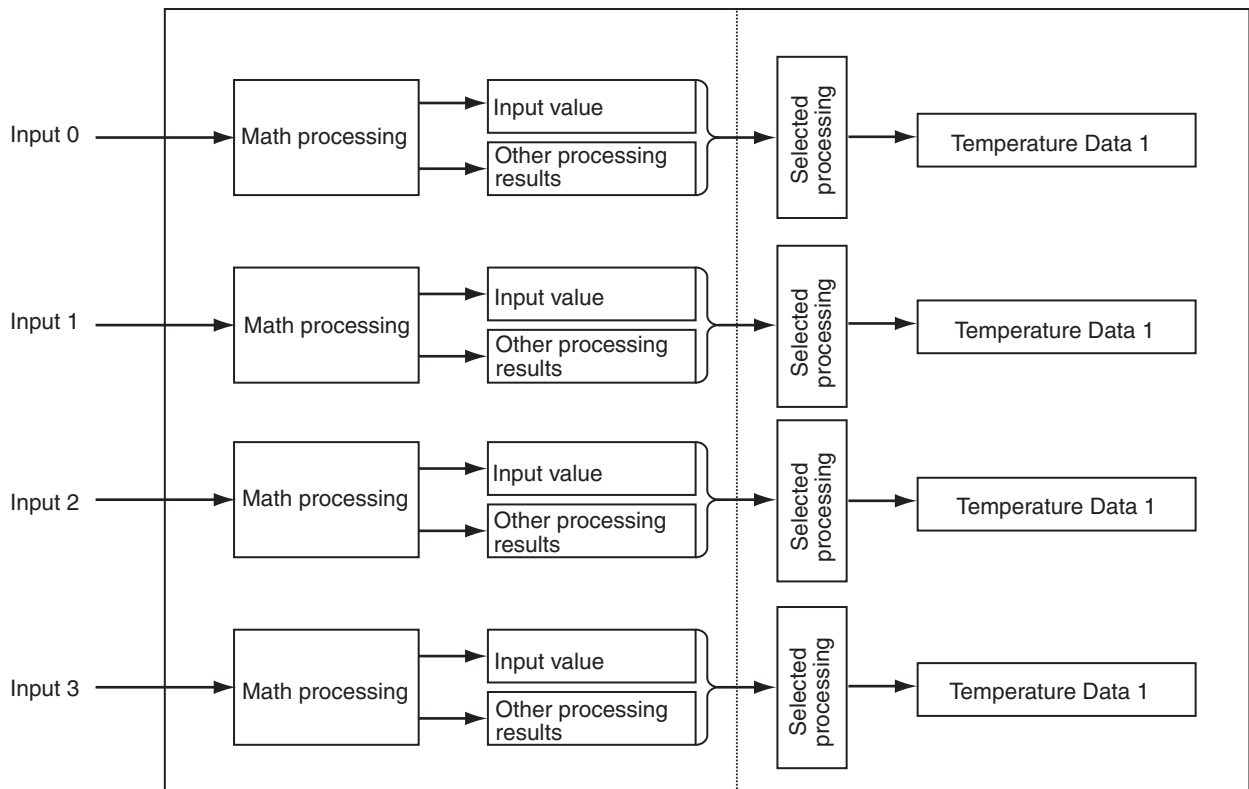 Input 0
Math processing
Input value
Other processing
results
Selected
processing
Temperature Data 1
Input 1
Math processing
Input value
Other processing
results
Selected
processing
Temperature Data 1
Input 2
Math processing
Input value
Other processing
results
Selected
processing
Temperature Data 1
Input 3
Math processing
Input value
Other processing
results
Selected
processing
Temperature Data 1